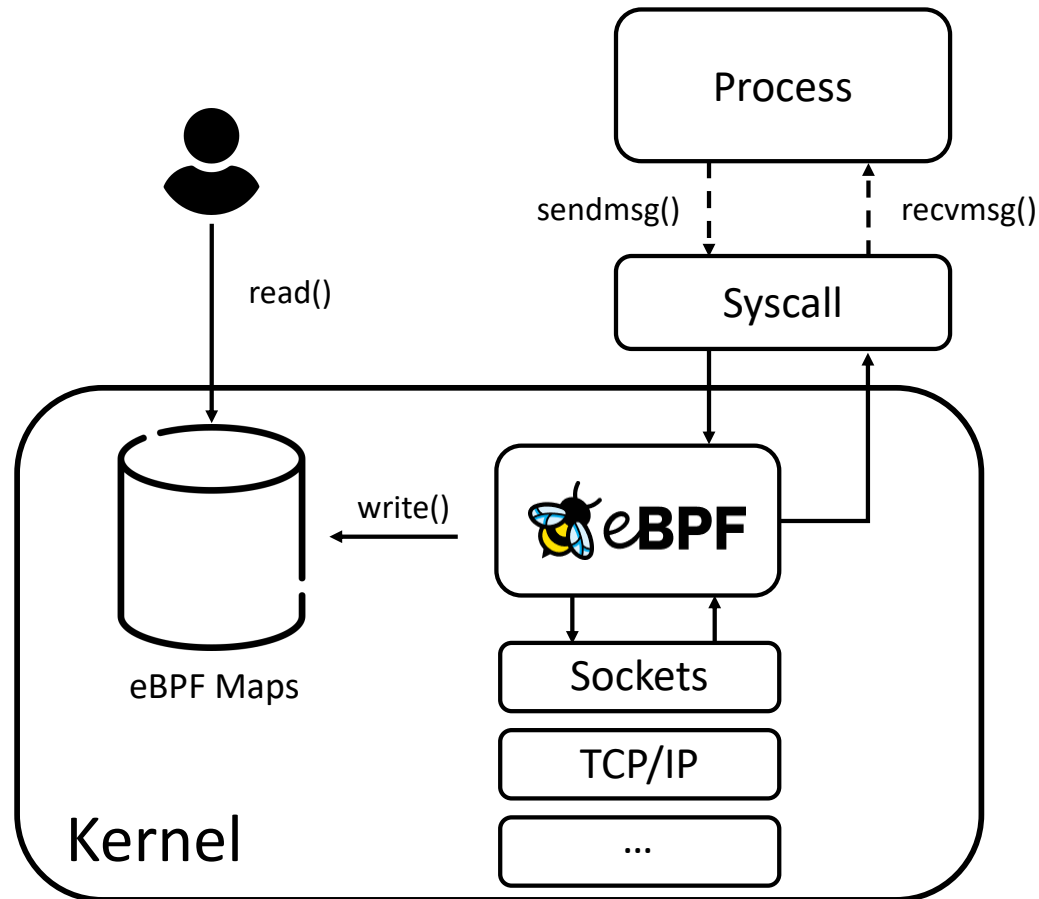 Process
sendmsg()
recvmsg()
read()
Syscall
write()
eBPF
Sockets
eBPF Maps
TCP/IP
Kernel
...